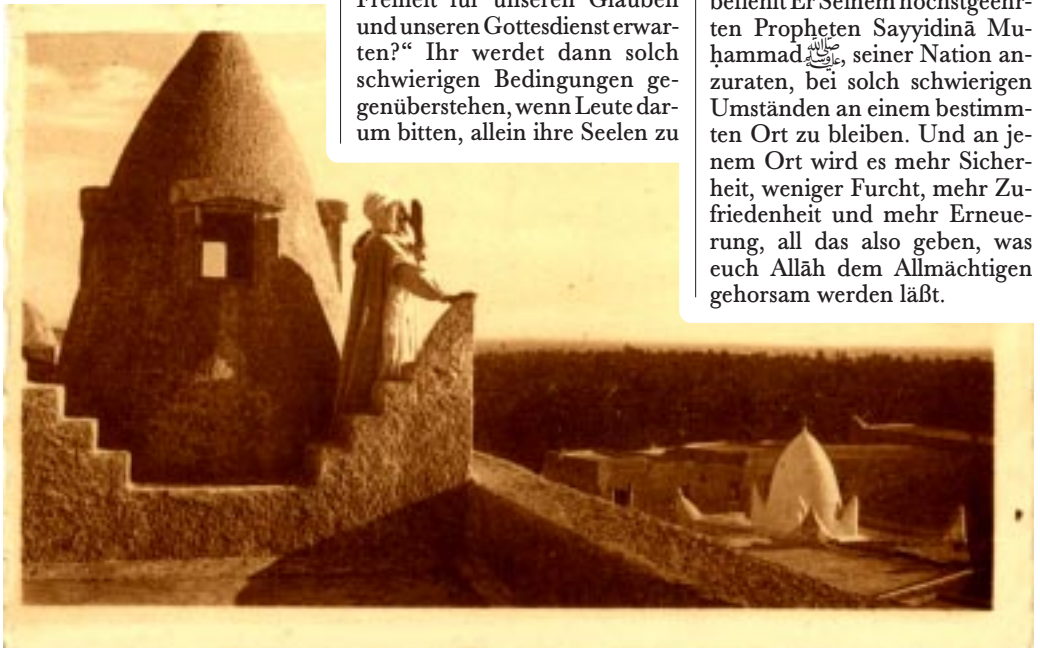 Freiheit für unseren Glauben
und unseren Gottesdienst erwar-
ten?“ Ihr werdet dann solch
schwierigen Bedingungen ge-
genüberstehen, wenn Leute dar-
um bitten, allein ihre Seelen zu
befiehlt Er Seinem höchstgeehr-
ten Propheten Sayyidinā Mu-
ḥammad ﷺ, seiner Nation an-
zuraten, bei solch schwierigen
Umständen an einem bestimm-
ten Ort zu bleiben. Und an je-
nem Ort wird es mehr Sicher-
heit, weniger Furcht, mehr Zu-
friedenheit und mehr Erneue-
rung, all das also geben, was
euch Allāh dem Allmächtigen
gehorsam werden läßt.